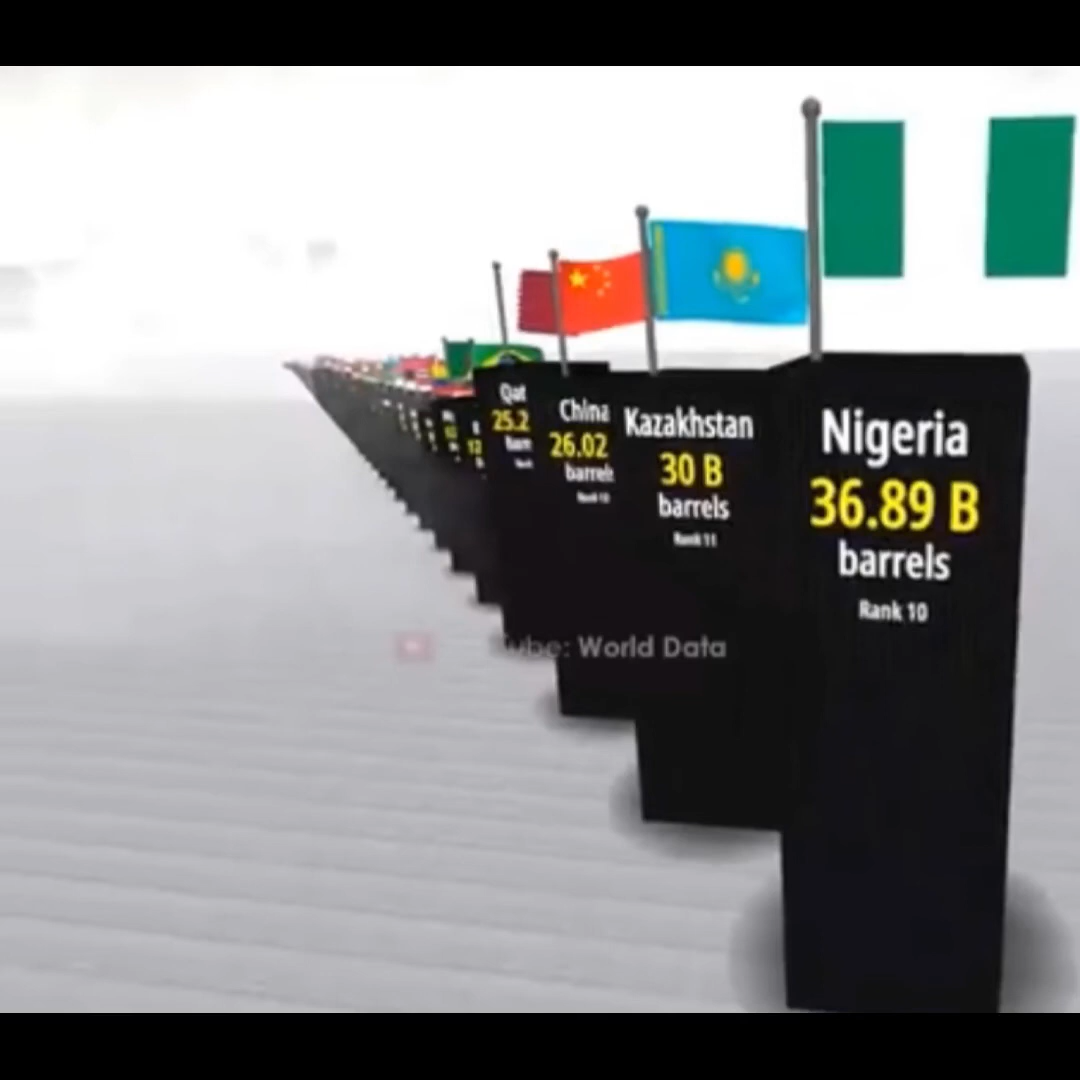 Nigeria
36.89 B
barrels
Rank 10
Kazakhstan
30 B
barrels
Rank 11
China
26.02
barrels
Qat
25.2
Tube: World Data